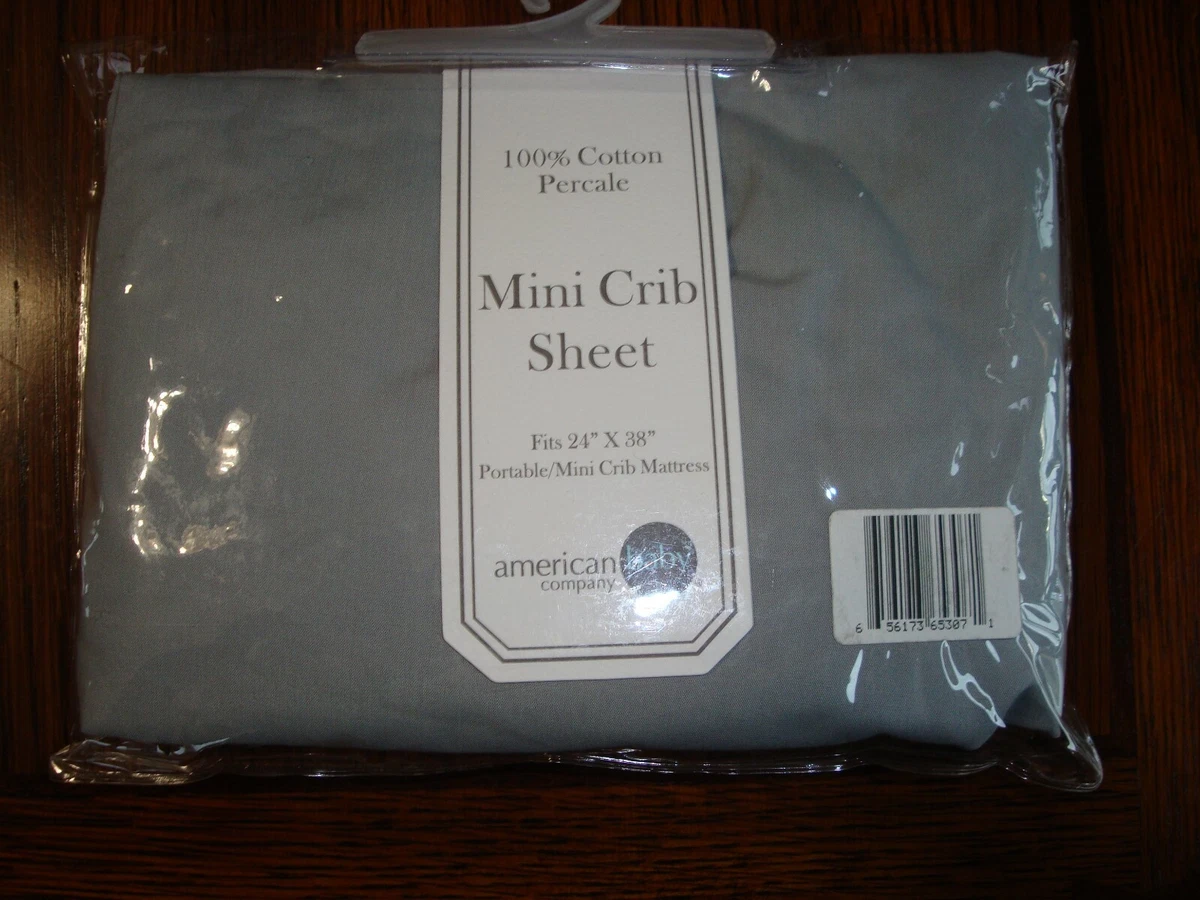 100% Cotton
Percale
Mini Crib
Sheet
Fits 24” X 38”
Portable/Mini Crib Mattress
american baby
company
6 56173 65307 1